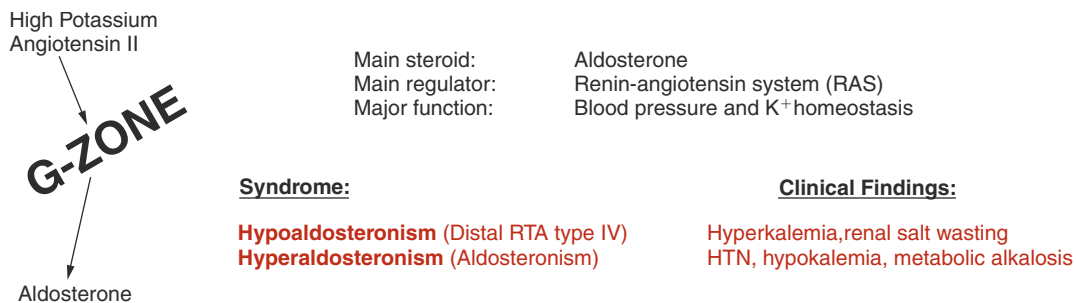 High Potassium
Angiotensin II
G-ZONE
Aldosterone
Main steroid: Aldosterone
Main regulator: Renin-angiotensin system (RAS)
Major function: Blood pressure and K⁺homeostasis
Syndrome: Clinical Findings:
Hypoaldosteronism (Distal RTA type IV) Hyperkalemia,renal salt wasting
Hyperaldosteronism (Aldosteronism) HTN, hypokalemia, metabolic alkalosis